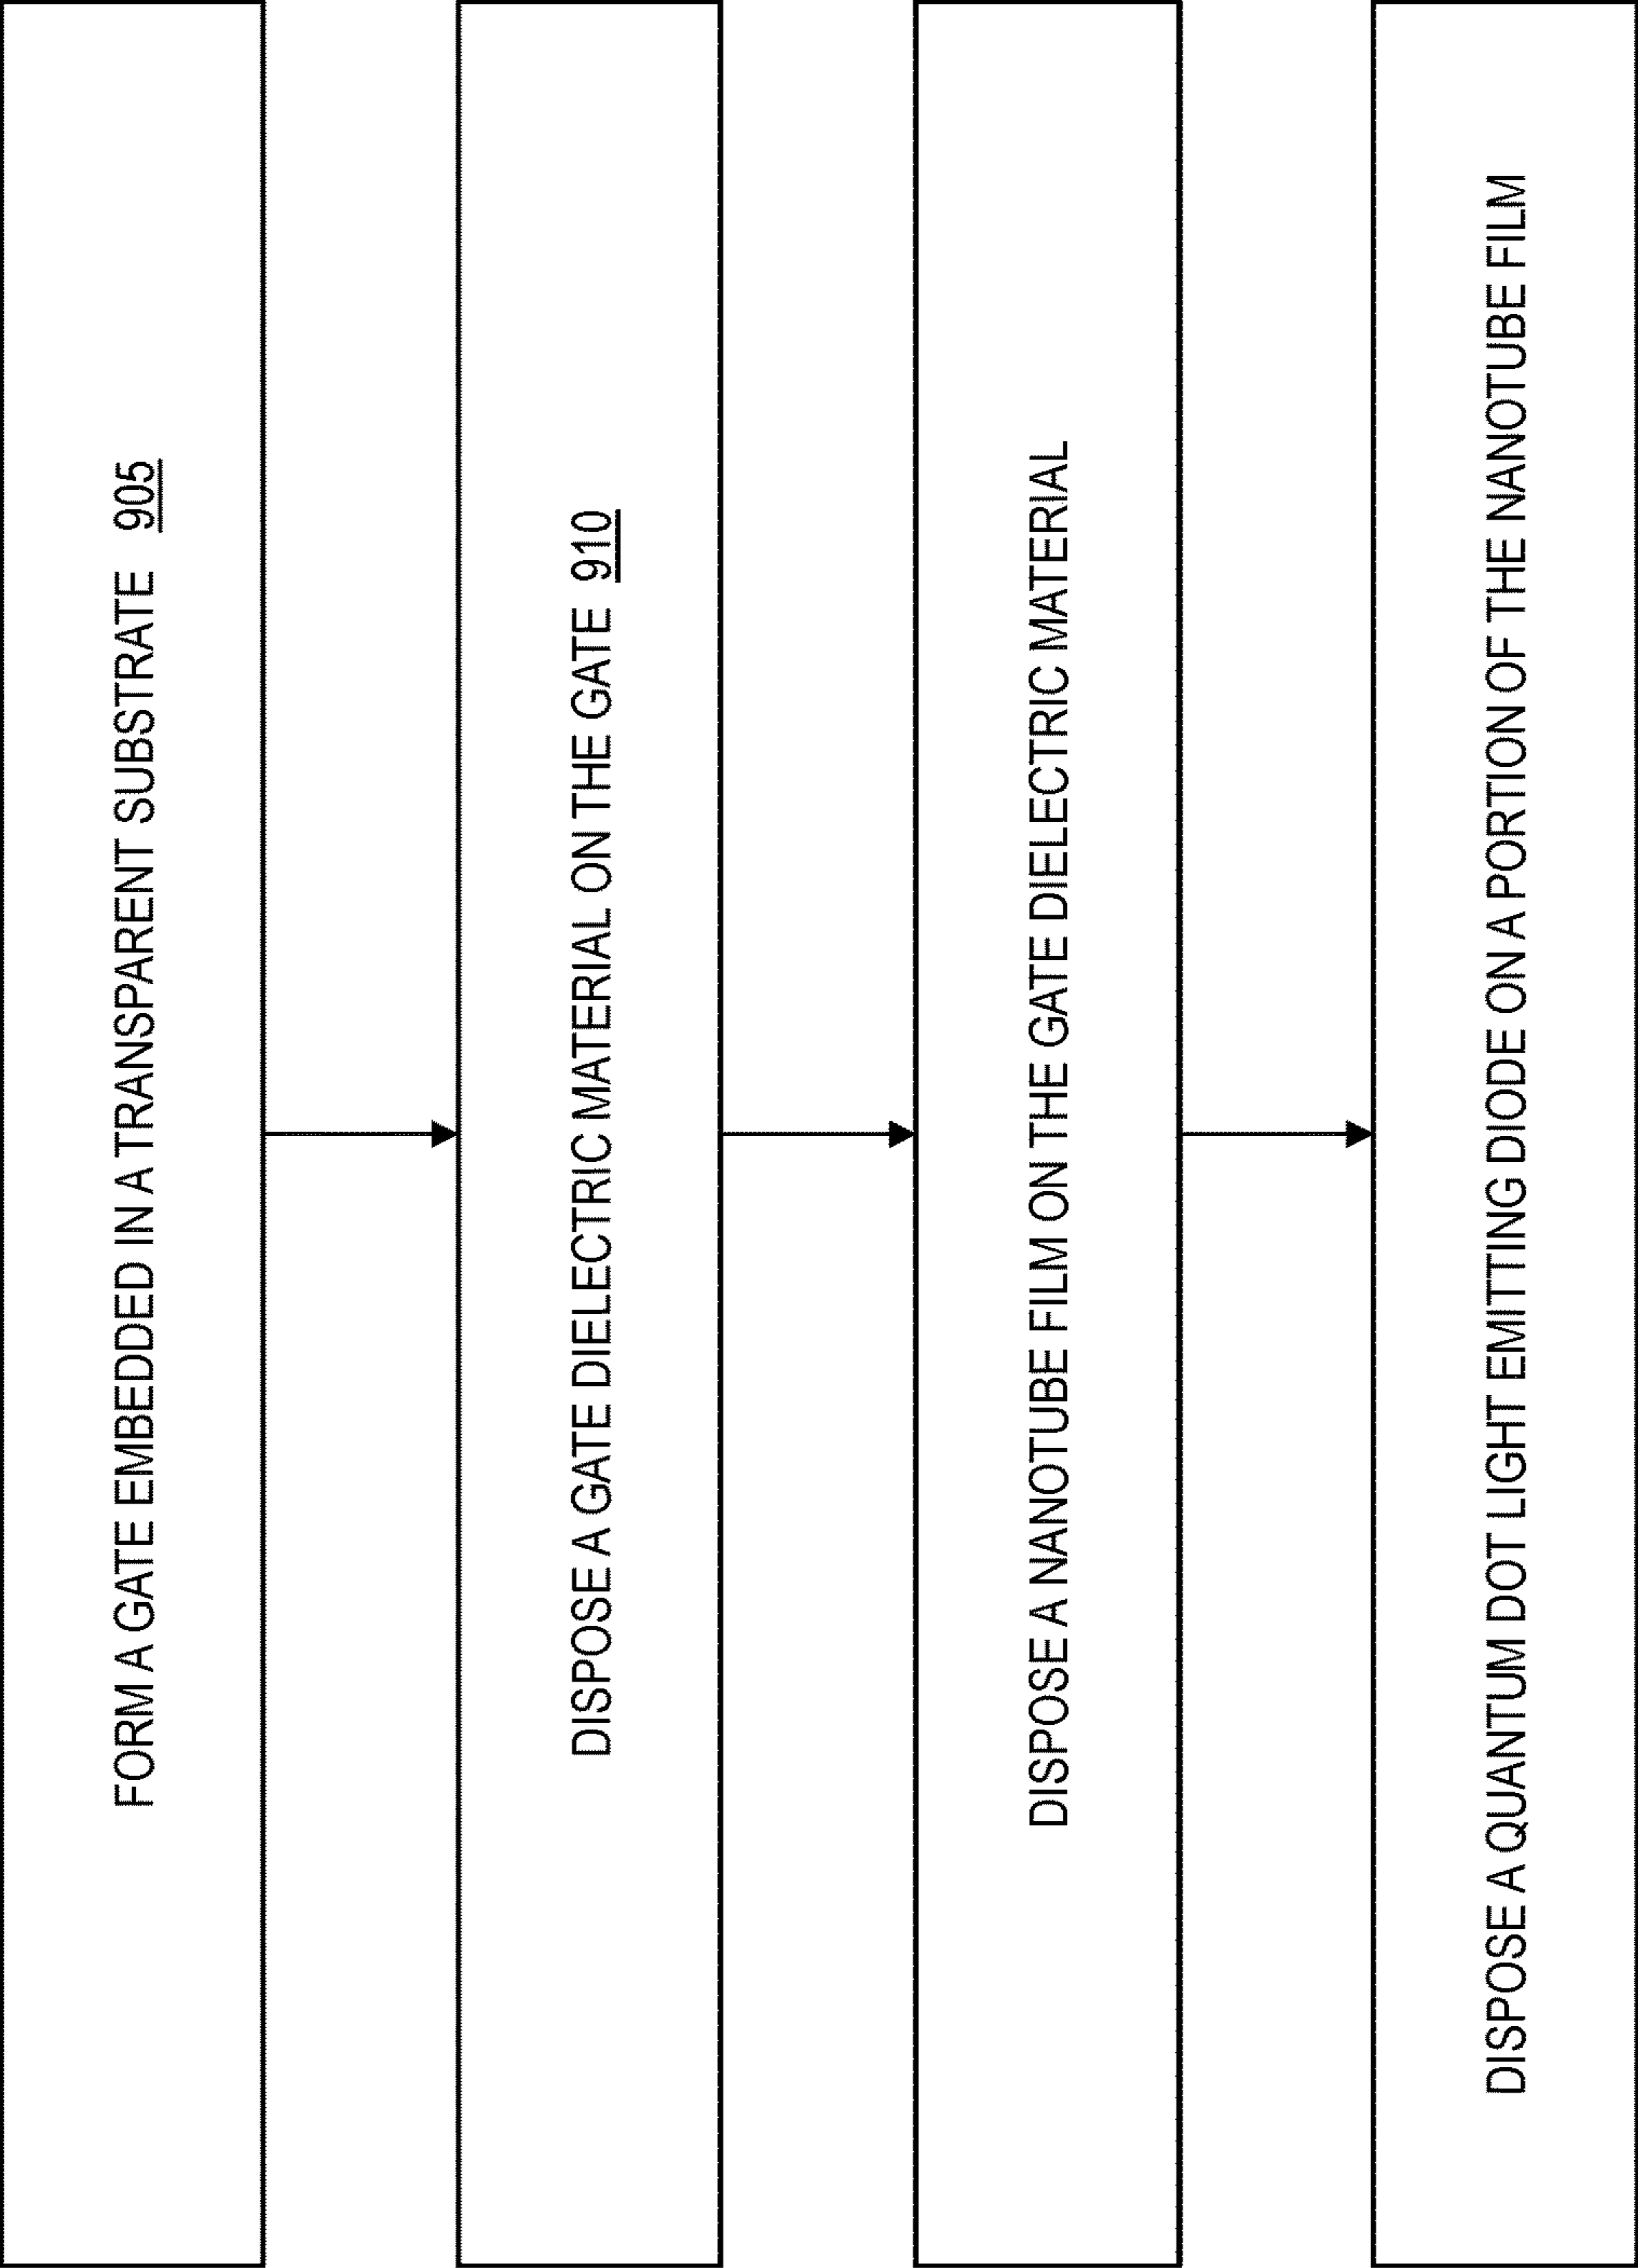 FORM A GATE EMBEDDED IN A TRANSPARENT SUBSTRATE 905
DISPOSE A GATE DIELECTRIC MATERIAL ON THE GATE 910
DISPOSE A NANOTUBE FILM ON THE GATE DIELECTRIC MATERIAL
DISPOSE A QUANTUM DOT LIGHT EMITTING DIODE ON A PORTION OF THE NANOTUBE FILM